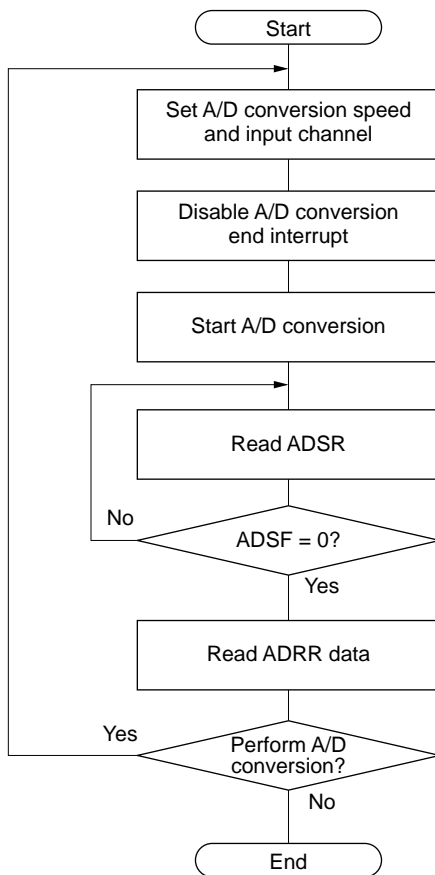 Start
Set A/D conversion speed
and input channel
Disable A/D conversion
end interrupt
Start A/D conversion
Read ADSR
No
ADSF = 0?
Yes
Read ADRR data
Yes
Perform A/D
conversion?
No
End